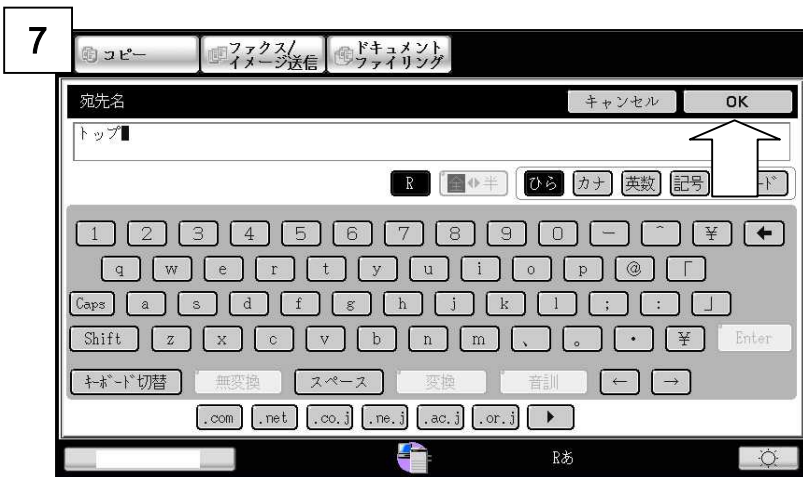 7
コピー
ファクス/
イメージ送信
ドキュメント
ファイリング
宛先名 キャンセル OK
トップ
R 全 半 ひら カナ 英数 記号 ード
1 2 3 4 5 6 7 8 9 0 － ＾ ￥
q w e r t y u i o p @ 「
Caps a s d f g h j k l ; : 」
Shift z x c v b n m 、 。 ・ ￥ Enter
ｷｰﾎﾞｰﾄﾞ切替 無変換 スペース 変換 音訓 ← →
.com .net .co.j .ne.j .ac.j .or.j
Rあ